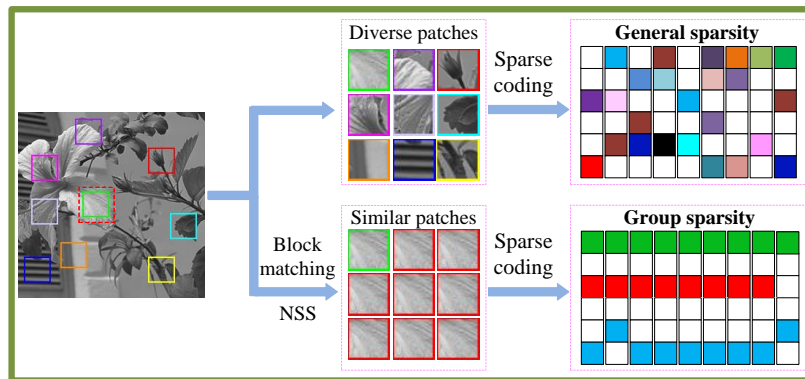 Diverse patches
Sparse
coding
General sparsity
Block
matching
NSS
Similar patches
Sparse
coding
Group sparsity